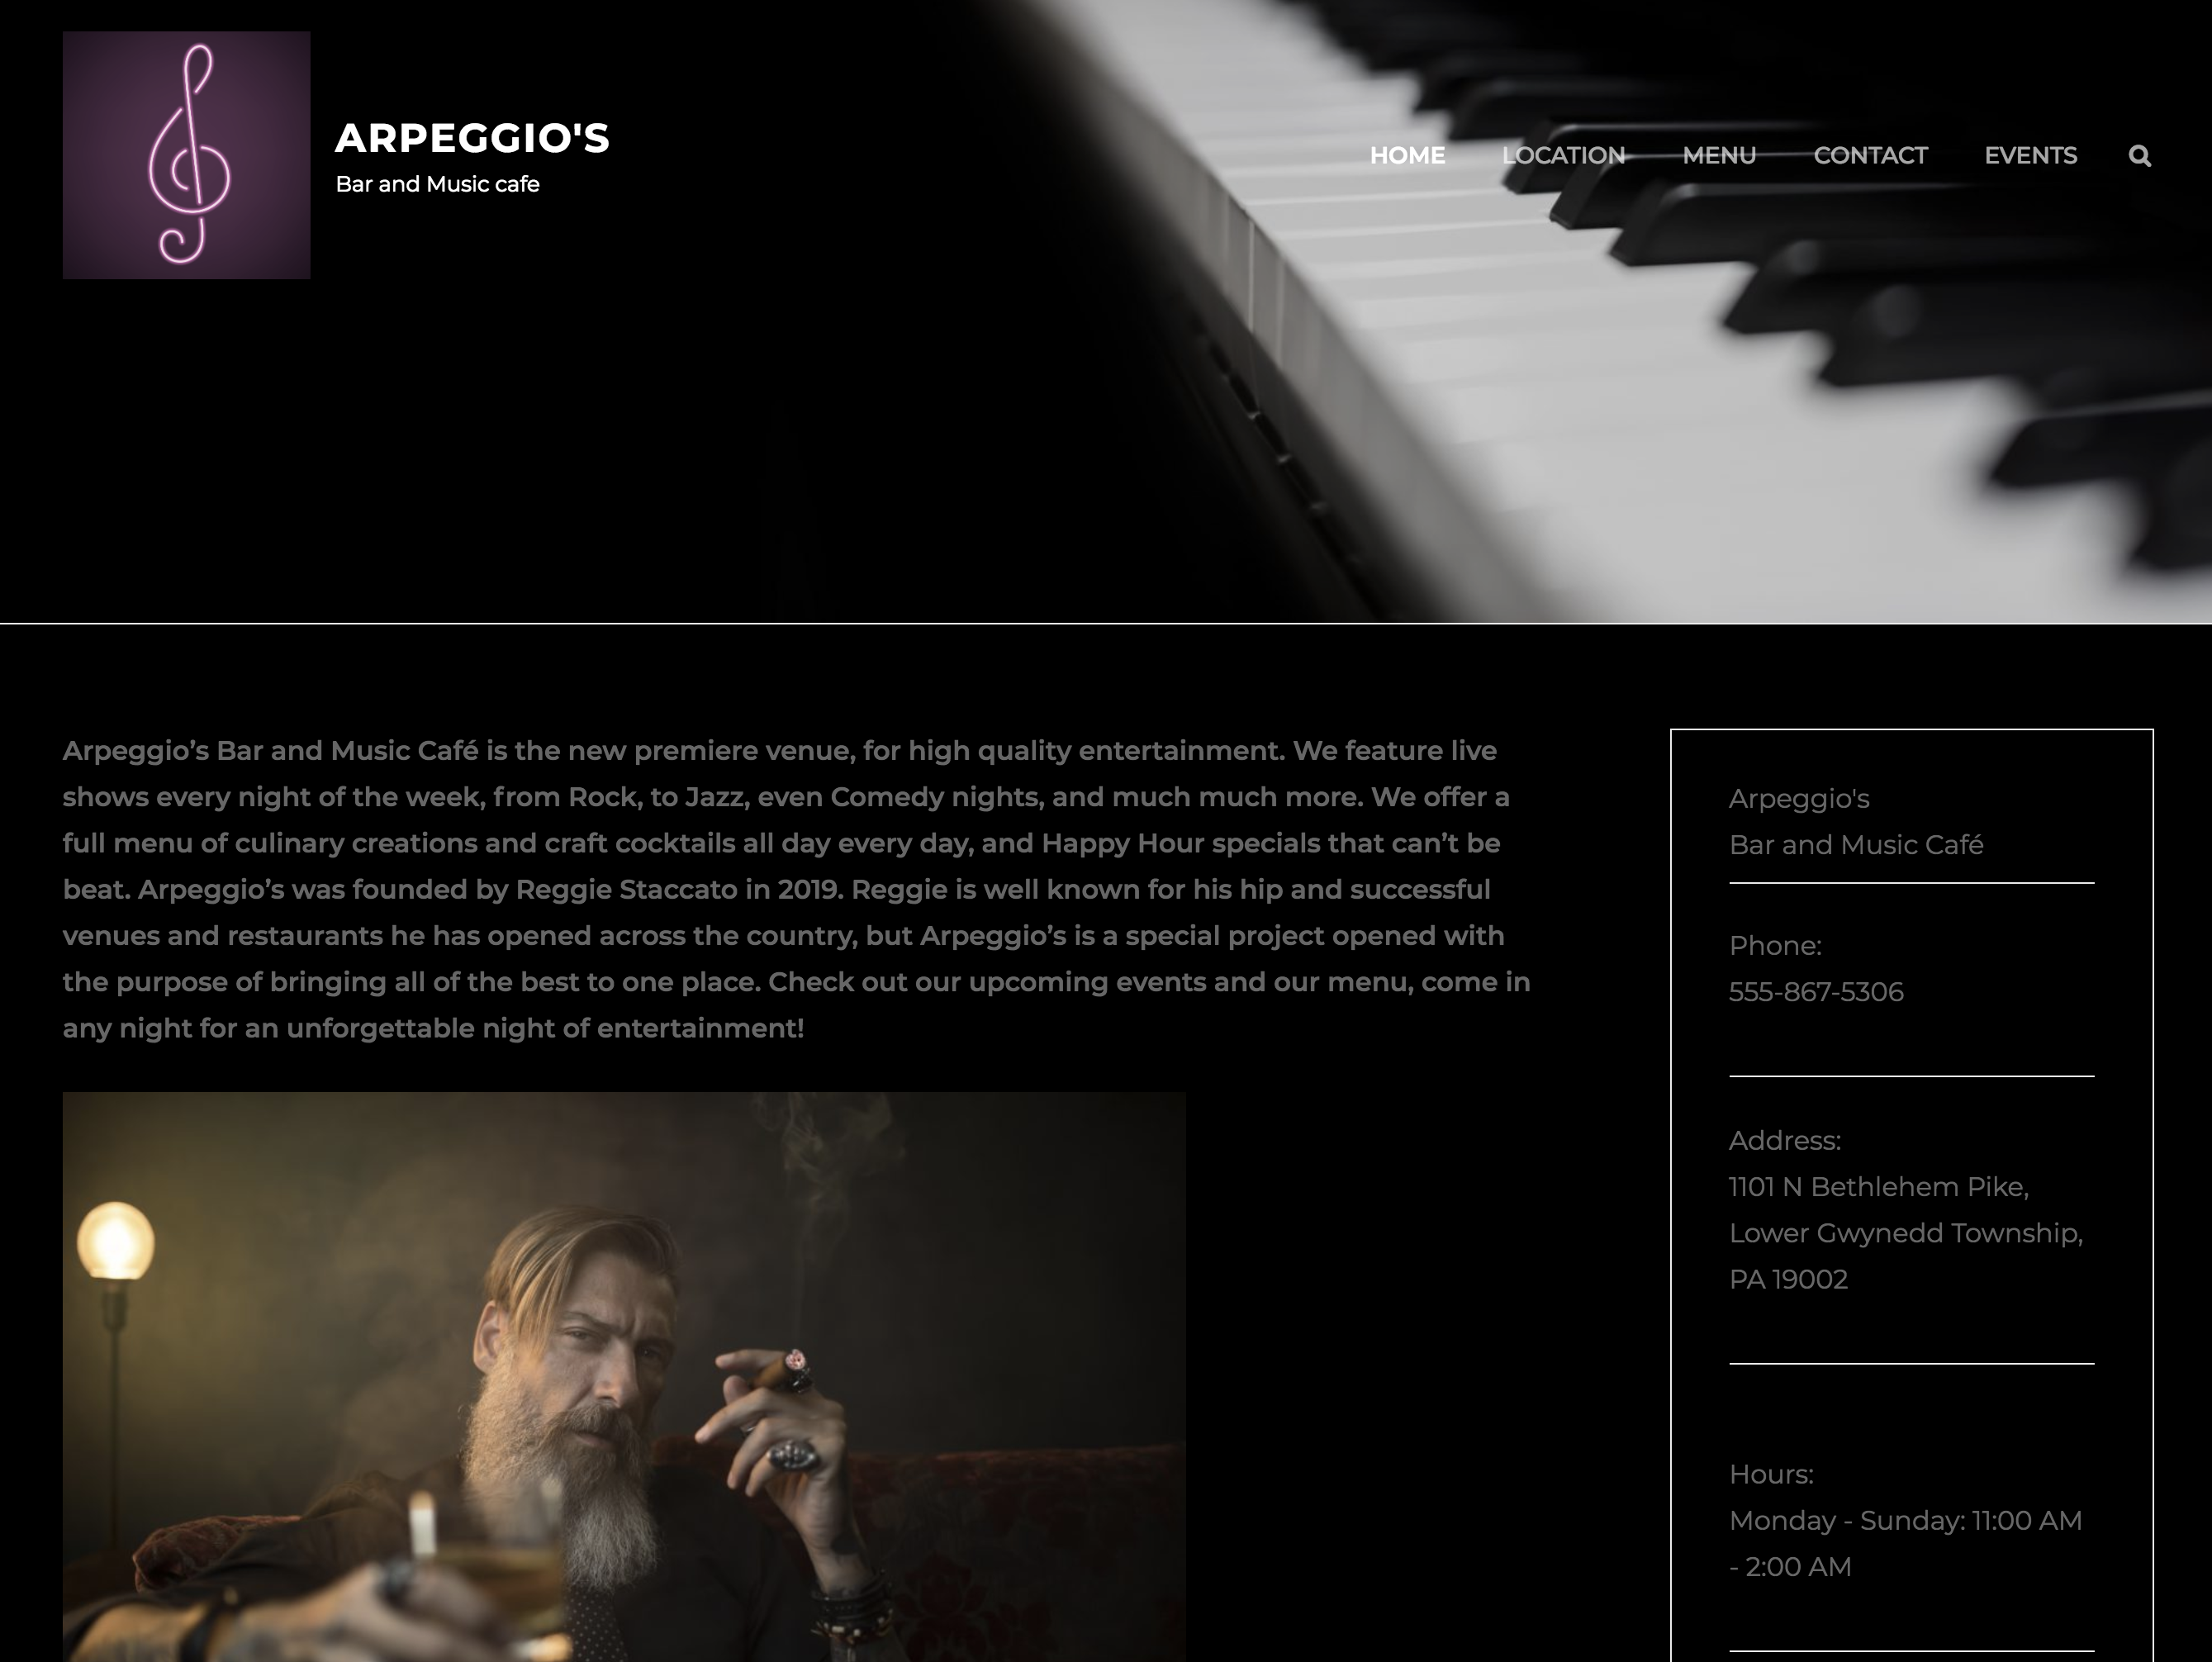 ARPEGGIO'S
Bar and Music cafe
HOME LOCATION MENU CONTACT EVENTS
Arpeggio’s Bar and Music Café is the new premiere venue, for high quality entertainment. We feature live
shows every night of the week, from Rock, to Jazz, even Comedy nights, and much much more. We offer a
full menu of culinary creations and craft cocktails all day every day, and Happy Hour specials that can’t be
beat. Arpeggio’s was founded by Reggie Staccato in 2019. Reggie is well known for his hip and successful
venues and restaurants he has opened across the country, but Arpeggio’s is a special project opened with
the purpose of bringing all of the best to one place. Check out our upcoming events and our menu, come in
any night for an unforgettable night of entertainment!
Arpeggio's
Bar and Music Café
Phone:
555-867-5306
Address:
1101 N Bethlehem Pike,
Lower Gwynedd Township,
PA 19002
Hours:
Monday - Sunday: 11:00 AM
- 2:00 AM